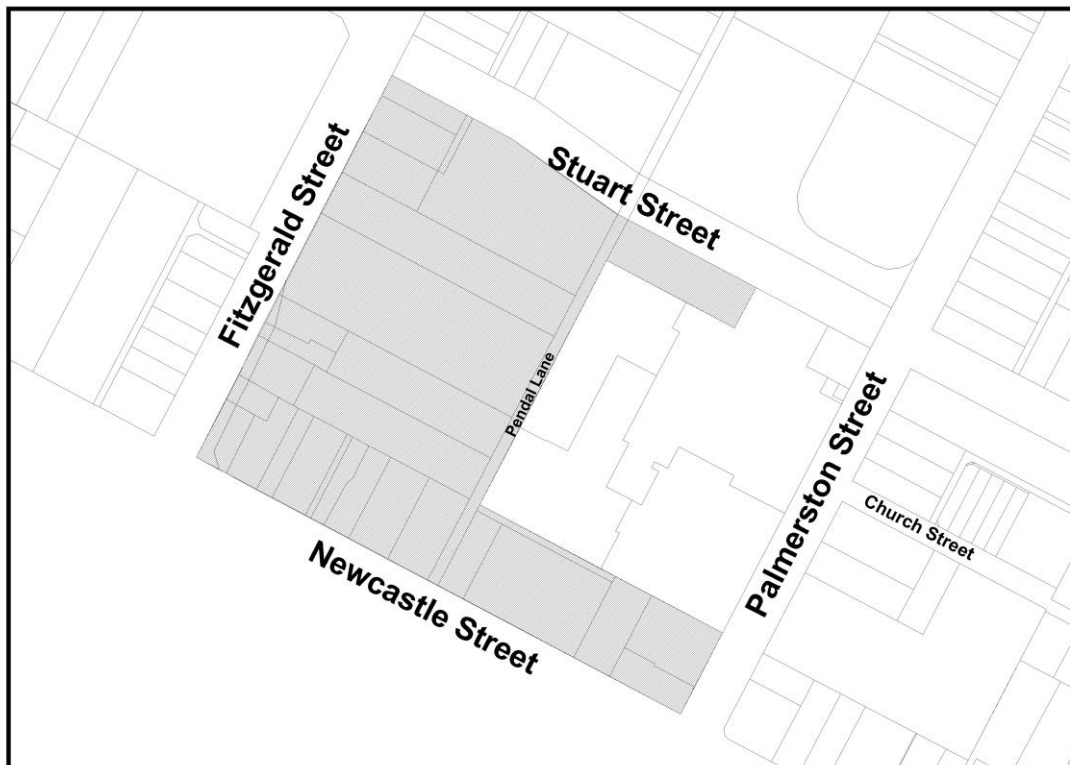 Stuart Street
Fitzgerald Street
Pendal Lane
Palmerston Street
Church Street
Newcastle Street